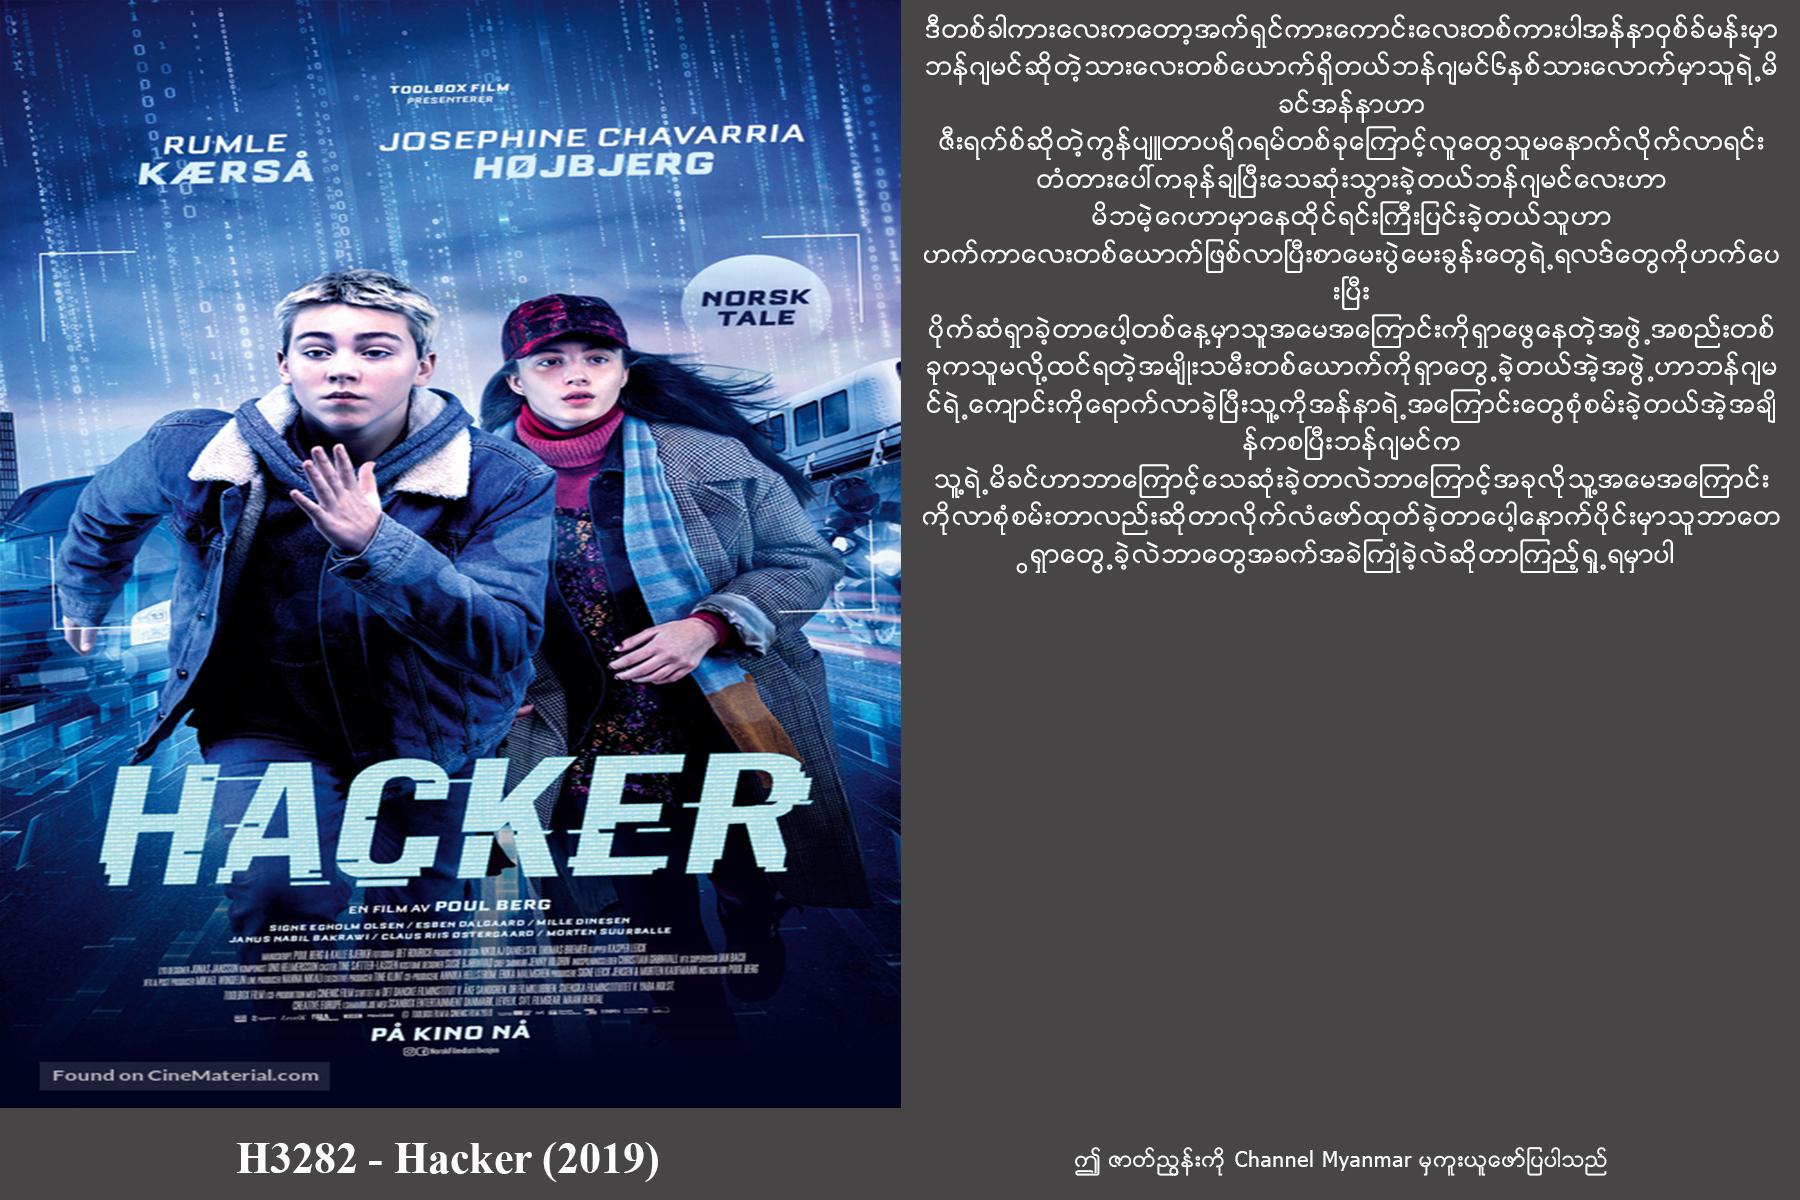 TOOLBOX FILM
PRESENTERER
RUMLE
KÆRSÅ
JOSEPHINE CHAVARRIA
HØJBJERG
NORSK
TALE
HACKER
EN FILM AV POUL BERG
SIGNE EGHOLM OLSEN / ESBEN DALGAARD / MILLE DINESEN
JANUS NABIL BAKRAWI / CLAUS RIIS ØSTERGAARD / MORTEN SUURBALLE
PÅ KINO NÅ
Found on CineMaterial.com
H3282 - Hacker (2019)
ဒီတစ်ခါကားလေးကတော့အက်ရှင်ကားကောင်းလေးတစ်ကားပါအန်နာဝှစ်ခ်မန်းမှာ
ဘန်ဂျမင်ဆိုတဲ့သားလေးတစ်ယောက်ရှိတယ်ဘန်ဂျမင်၆နှစ်သားလောက်မှာသူရဲ့မိ
ခင်အန်နာဟာ
ဇီးရက်စ်ဆိုတဲ့ကွန်ပျူတာပရိုဂရမ်တစ်ခုကြောင့်လူတွေသူမနောက်လိုက်လာရင်း
တံတားပေါ်ကခုန်ချပြီးသေဆုံးသွားခဲ့တယ်ဘန်ဂျမင်လေးဟာ
မိဘမဲ့ဂေဟာမှာနေထိုင်ရင်းကြီးပြင်းခဲ့တယ်သူဟာ
ဟက်ကာလေးတစ်ယောက်ဖြစ်လာပြီးစာမေးပွဲမေးခွန်းတွေရဲ့ရလဒ်တွေကိုဟက်ပေ
းပြီး
ပိုက်ဆံရှာခဲ့တာပေါ့တစ်နေ့မှာသူအမေအကြောင်းကိုရှာဖွေနေတဲ့အဖွဲ့အစည်းတစ်
ခုကသူမလို့ထင်ရတဲ့အမျိုးသမီးတစ်ယောက်ကိုရှာတွေ့ခဲ့တယ်အဲ့အဖွဲ့ဟာဘန်ဂျမ
င်ရဲ့ကျောင်းကိုရောက်လာခဲ့ပြီးသူ့ကိုအန်နာရဲ့အကြောင်းတွေစုံစမ်းခဲ့တယ်အဲ့အချိ
န်ကစပြီးဘန်ဂျမင်က
သူ့ရဲ့မိခင်ဟာဘာကြောင့်သေဆုံးခဲ့တာလဲဘာကြောင့်အခုလိုသူ့အမေအကြောင်း
ကိုလာစုံစမ်းတာလည်းဆိုတာလိုက်လံဖော်ထုတ်ခဲ့တာပေါ့နောက်ပိုင်းမှာသူဘာတေ
ွရှာတွေ့ခဲ့လဲဘာတွေအခက်အခဲကြုံခဲ့လဲဆိုတာကြည့်ရှု့ရမှာပါ
ဤ ဇာတ်ညွှန်းကို Channel Myanmar မှကူးယူဖော်ပြပါသည်